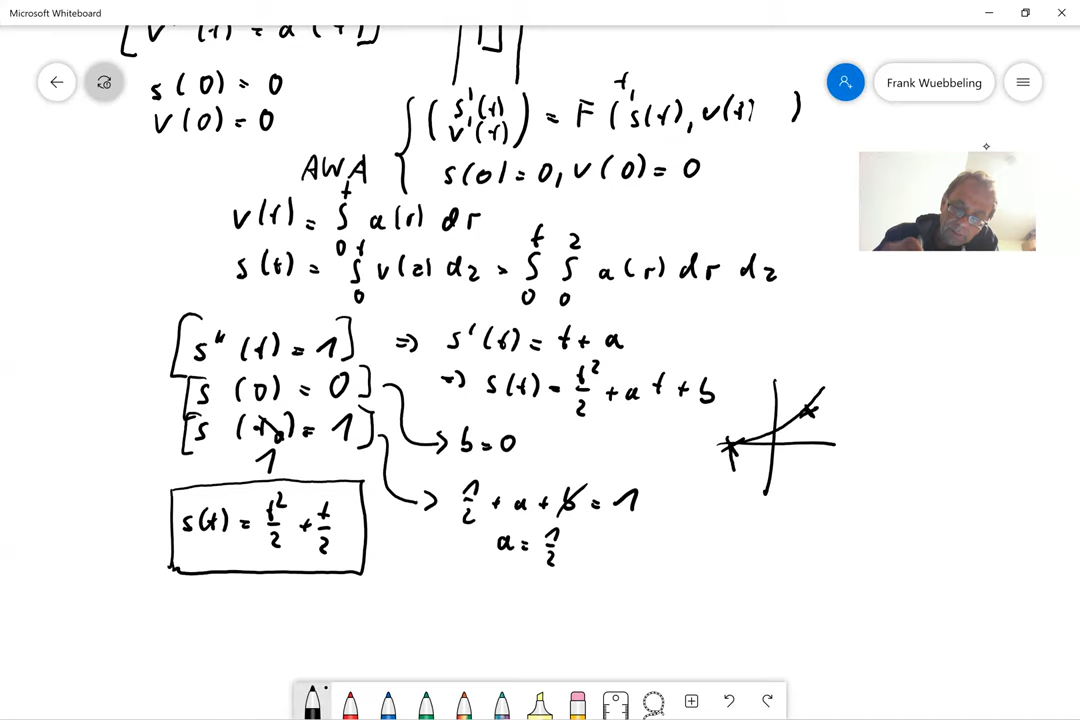 Microsoft Whiteboard
Frank Wuebbeling
s(0) = 0
v(0) = 0
(s'(t) v'(t)) = F(t, s(t), v(t))
AWA
s(0) = 0, v(0) = 0
v(t) = ∫₀ᵗ a(r) dr
s(t) = ∫₀ᵗ v(z) dz = ∫₀ᵗ ∫₀ᶻ a(r) dr dz
[s''(t) = 1] ⇒ s'(t) = t + a
[s(0) = 0] ⇒ s(t) = t²/2 + a t + b
[s( ) = 1] → b = 0
1
→ 1/2 + a + b = 1
s(t) = t²/2 + t/2
a = 1/2